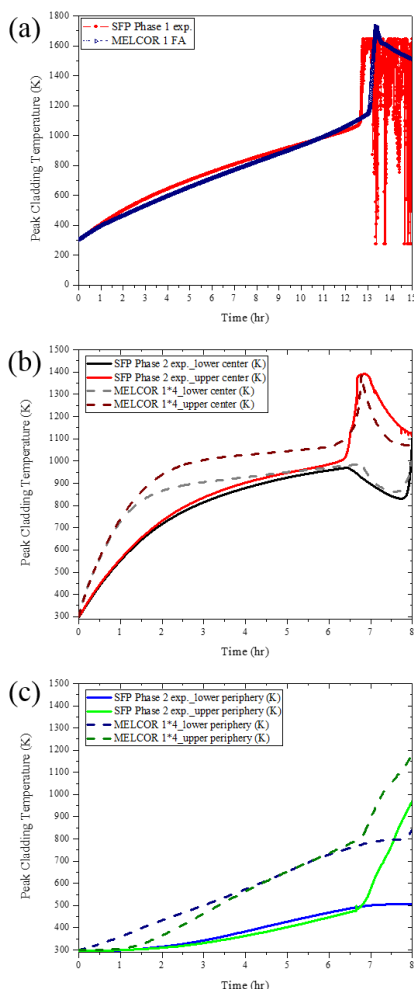 (a)
SFP Phase 1 exp.
MELCOR 1 FA
Peak Cladding Temperature (K)
1800
1600
1400
1200
1000
800
600
400
200
0 1 2 3 4 5 6 7 8 9 10 11 12 13 14 15
Time (hr)
(b)
SFP Phase 2 exp._lower center (K)
SFP Phase 2 exp._upper center (K)
MELCOR 1*4_lower center (K)
MELCOR 1*4_upper center (K)
Peak Cladding Temperature (K)
1500
1400
1300
1200
1100
1000
900
800
700
600
500
400
300
0 1 2 3 4 5 6 7 8
Time (hr)
(c)
SFP Phase 2 exp._lower periphery (K)
SFP Phase 2 exp._upper periphery (K)
MELCOR 1*4_lower periphery (K)
MELCOR 1*4_upper periphery (K)
Peak Cladding Temperature (K)
1500
1400
1300
1200
1100
1000
900
800
700
600
500
400
300
0 1 2 3 4 5 6 7 8
Time (hr)